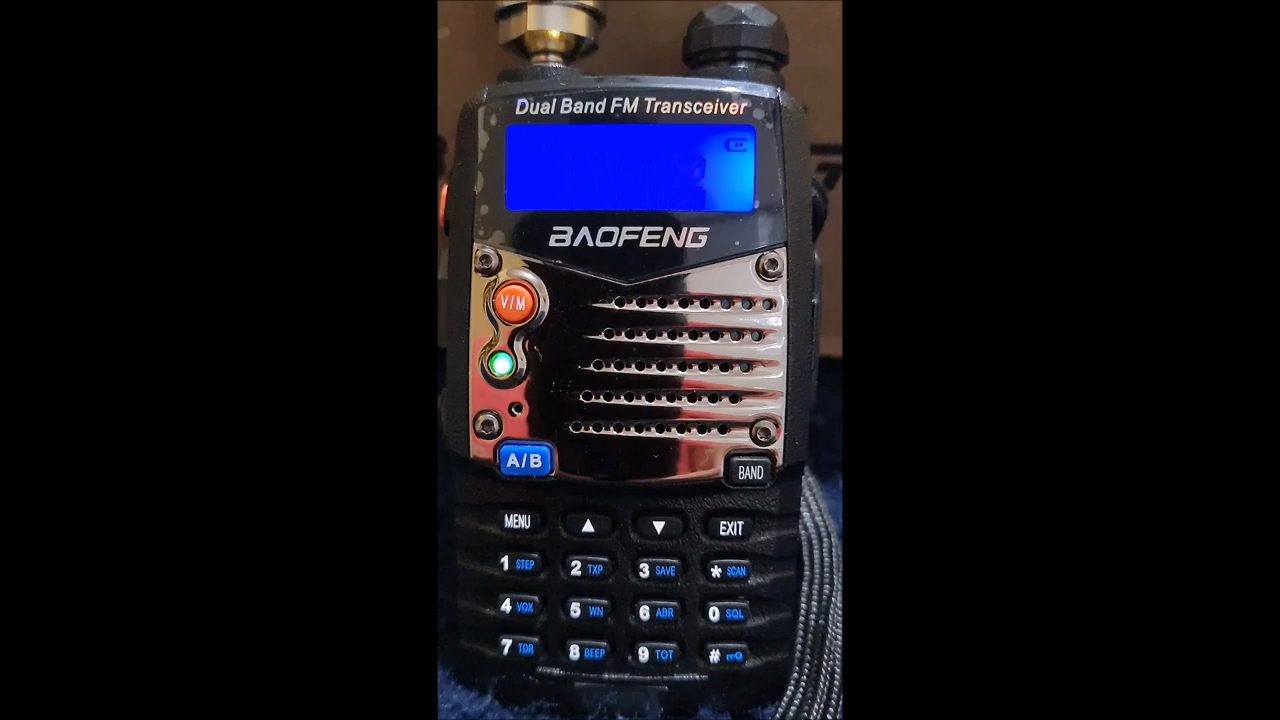 Dual Band FM Transceiver
BAOFENG
V/M
A/B
BAND
MENU ▲ ▼ EXIT
1 STEP 2 TXP 3 SAVE * SCAN
4 VOX 5 WN 6 ABR 0 SQL
7 TDR 8 BEEP 9 TOT #